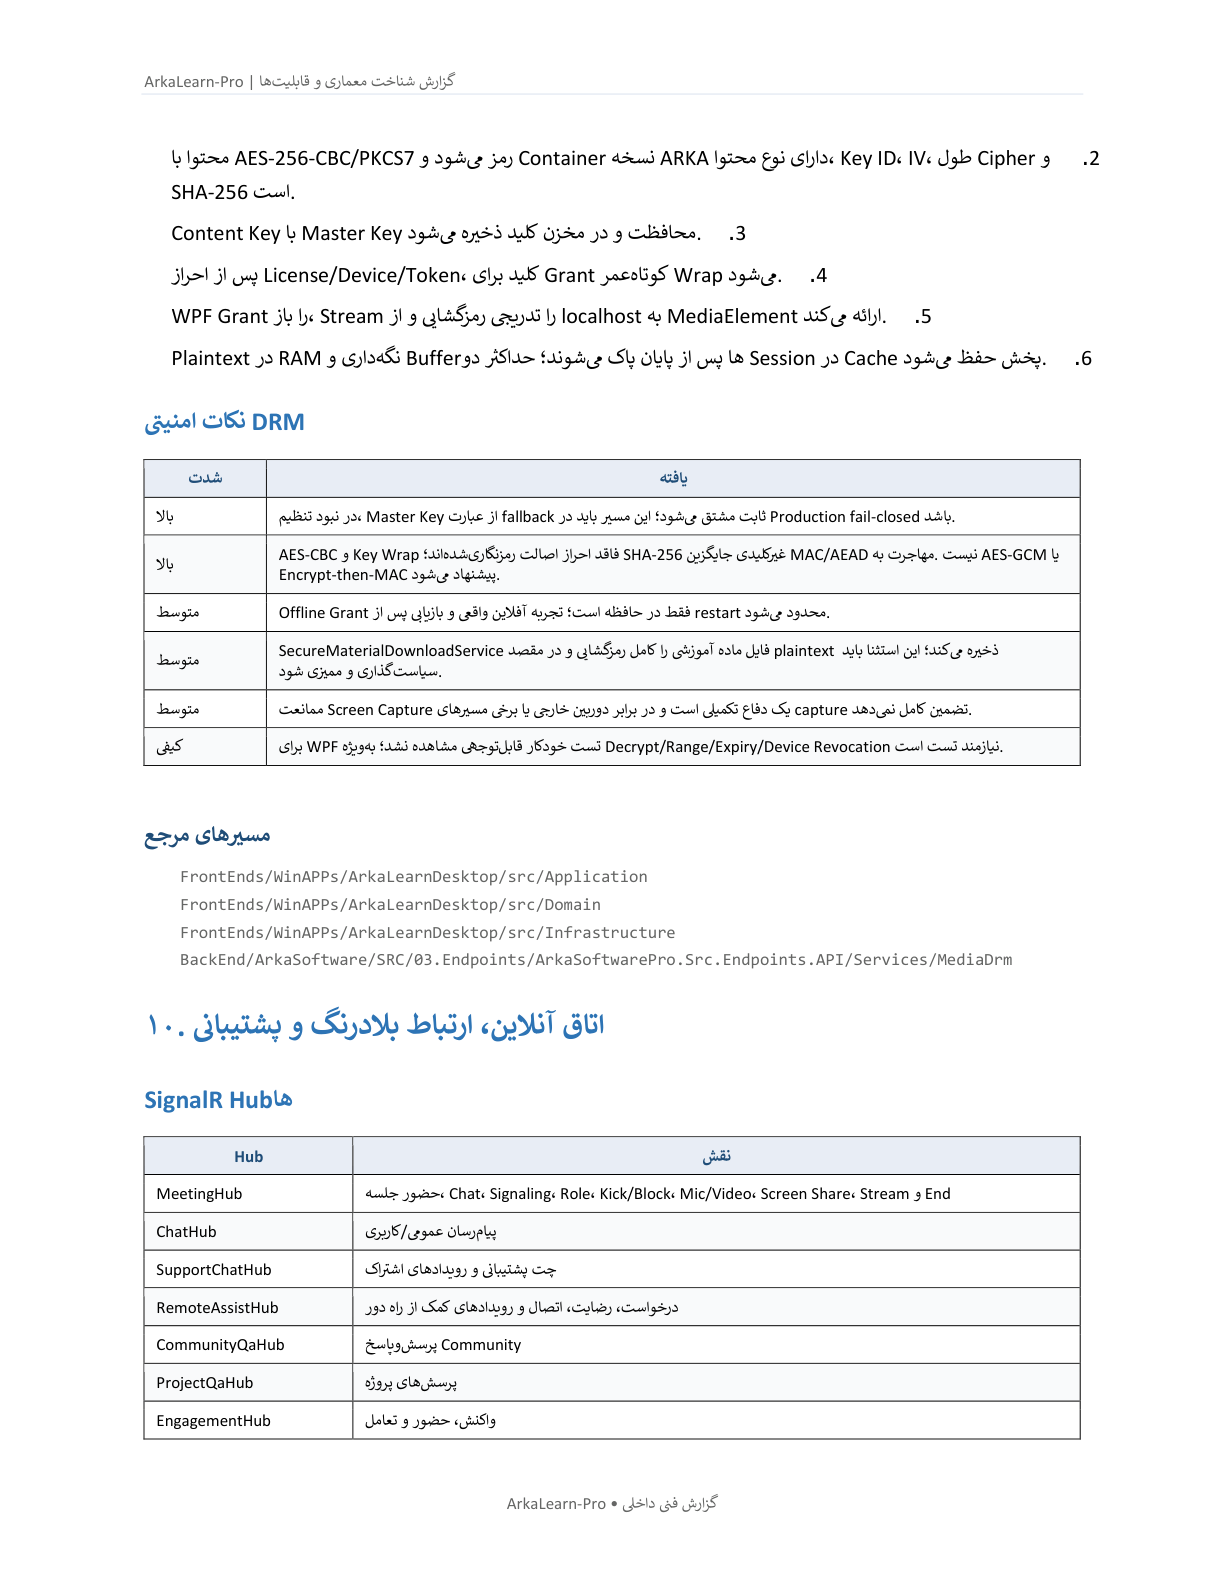 گزارش شناخت معماری و قابلیت‌ها | ArkaLearn-Pro
2. محتوا با AES-256-CBC/PKCS7 رمز می‌شود و Container نسخه ARKA دارای نوع محتوا، Key ID، IV، طول Cipher و
SHA-256 است.
3. Content Key با Master Key محافظت و در مخزن کلید ذخیره می‌شود.
4. پس از احراز License/Device/Token، کلید برای Grant کوتاه‌عمر Wrap می‌شود.
5. WPF Grant را باز، Stream را تدریجی رمزگشایی و از localhost به MediaElement ارائه می‌کند.
6. Plaintext در RAM نگه‌داری و حداکثر دوBuffer ها پس از پایان پاک می‌شوند؛ Session در Cache پخش حفظ می‌شود.
نکات امنیتی DRM
شدت | یافته
بالا | در نبود تنظیم، Master Key از عبارت fallback ثابت مشتق می‌شود؛ این مسیر باید در Production fail-closed باشد.
بالا | AES-CBC و Key Wrap فاقد احراز اصالت رمزنگاری‌شده‌اند؛ SHA-256 غیرکلیدی جایگزین MAC/AEAD نیست. مهاجرت به AES-GCM یا
Encrypt-then-MAC پیشنهاد می‌شود.
متوسط | Offline Grant فقط در حافظه است؛ تجربه آفلاین واقعی و بازیابی پس از restart محدود می‌شود.
متوسط | SecureMaterialDownloadService فایل ماده آموزشی را کامل رمزگشایی و در مقصد plaintext ذخیره می‌کند؛ این استثنا باید
سیاست‌گذاری و ممیزی شود.
متوسط | ممانعت Screen Capture یک دفاع تکمیلی است و در برابر دوربین خارجی یا برخی مسیرهای capture تضمین کامل نمی‌دهد.
کیفی | برای WPF تست خودکار قابل‌توجهی مشاهده نشد؛ به‌ویژه Decrypt/Range/Expiry/Device Revocation نیازمند تست است.
مسیرهای مرجع
FrontEnds/WinAPPs/ArkaLearnDesktop/src/Application
FrontEnds/WinAPPs/ArkaLearnDesktop/src/Domain
FrontEnds/WinAPPs/ArkaLearnDesktop/src/Infrastructure
BackEnd/ArkaSoftware/SRC/03.Endpoints/ArkaSoftwarePro.Src.Endpoints.API/Services/MediaDrm
۱۰. اتاق آنلاین، ارتباط بلادرنگ و پشتیبانی
SignalR Hubها
Hub | نقش
MeetingHub | حضور جلسه، Chat، Signaling، Role، Kick/Block، Mic/Video، Screen Share، Stream و End
ChatHub | پیام‌رسان عمومی/کاربری
SupportChatHub | چت پشتیبانی و رویدادهای اشتراک
RemoteAssistHub | درخواست، رضایت، اتصال و رویدادهای کمک از راه دور
CommunityQaHub | پرسش‌وپاسخ Community
ProjectQaHub | پرسش‌های پروژه
EngagementHub | واکنش، حضور و تعامل
گزارش فنی داخلی • ArkaLearn-Pro